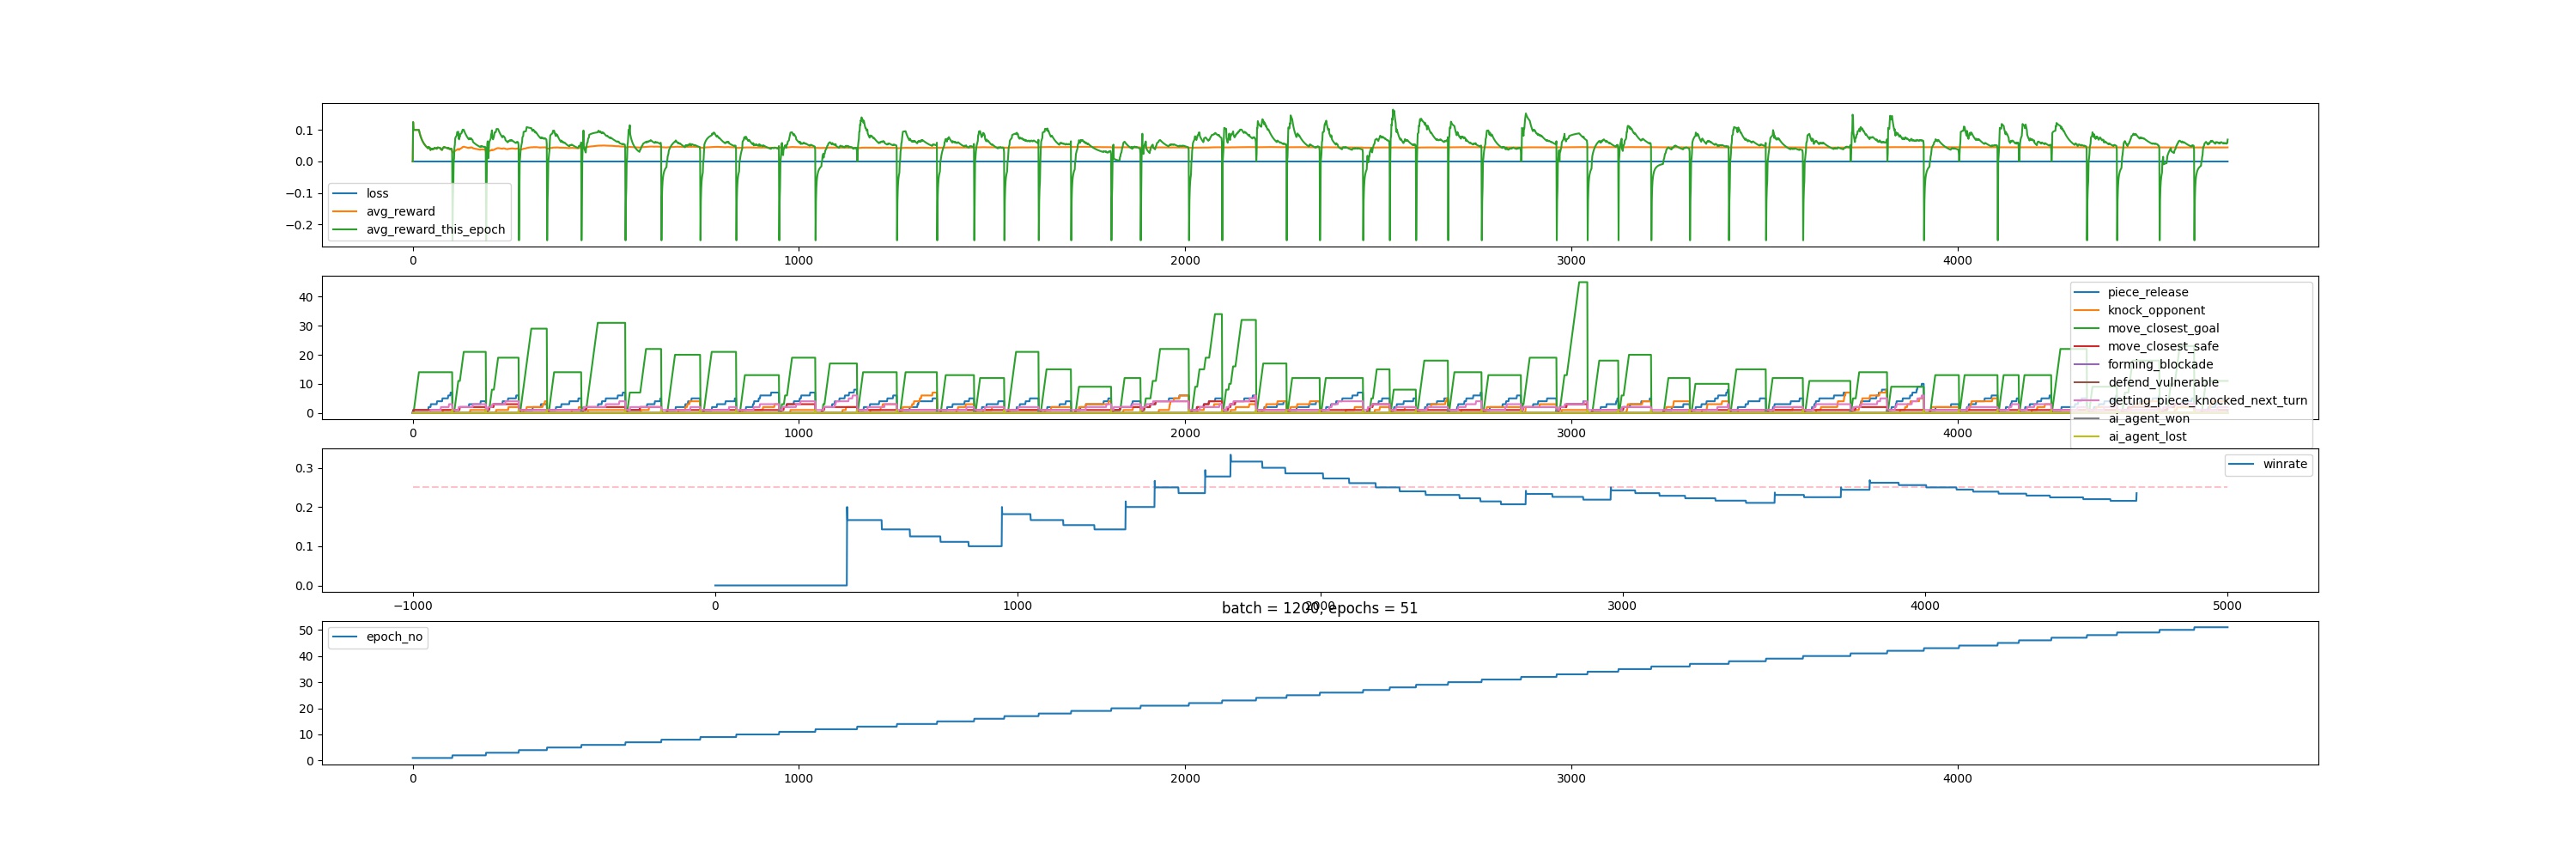 0.1
0.0
−0.1
−0.2
loss
avg_reward
avg_reward_this_epoch
0 1000 2000 3000 4000
40
30
20
10
0
piece_release
knock_opponent
move_closest_goal
move_closest_safe
forming_blockade
defend_vulnerable
getting_piece_knocked_next_turn
ai_agent_won
ai_agent_lost
0 1000 2000 3000 4000
0.3
0.2
0.1
0.0
winrate
−1000 0 1000 2000 3000 4000 5000
batch = 1200, epochs = 51
50
40
30
20
10
0
epoch_no
0 1000 2000 3000 4000